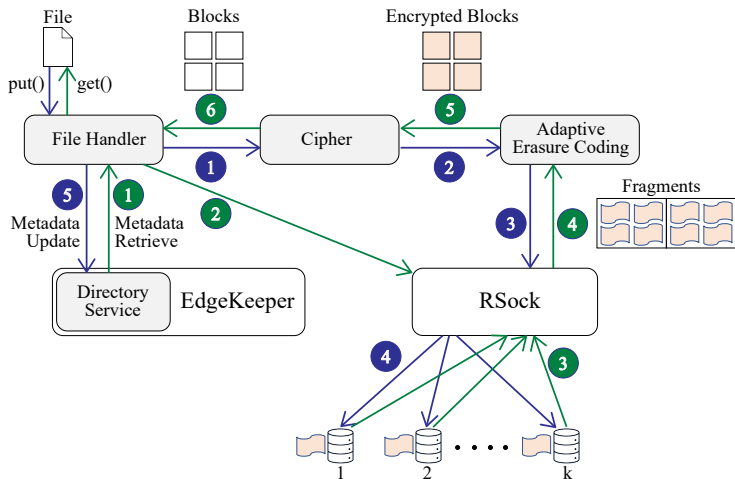 File
Blocks
Encrypted Blocks
put()
get()
6
5
File Handler
Cipher
Adaptive
Erasure Coding
1
2
5
1
Metadata
Update
Metadata
Retrieve
2
3
4
Fragments
Directory
Service
EdgeKeeper
RSock
4
3
1
2
k